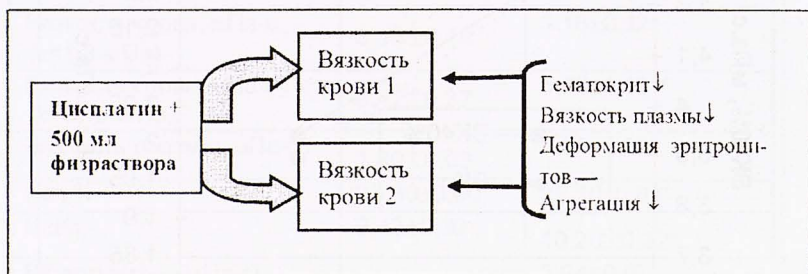 Цисплатин +
500 мл
физраствора
Вязкость
крови 1
Вязкость
крови 2
Гематокрит↓
Вязкость плазмы↓
Деформация эритроци-
тов —
Агрегация ↓